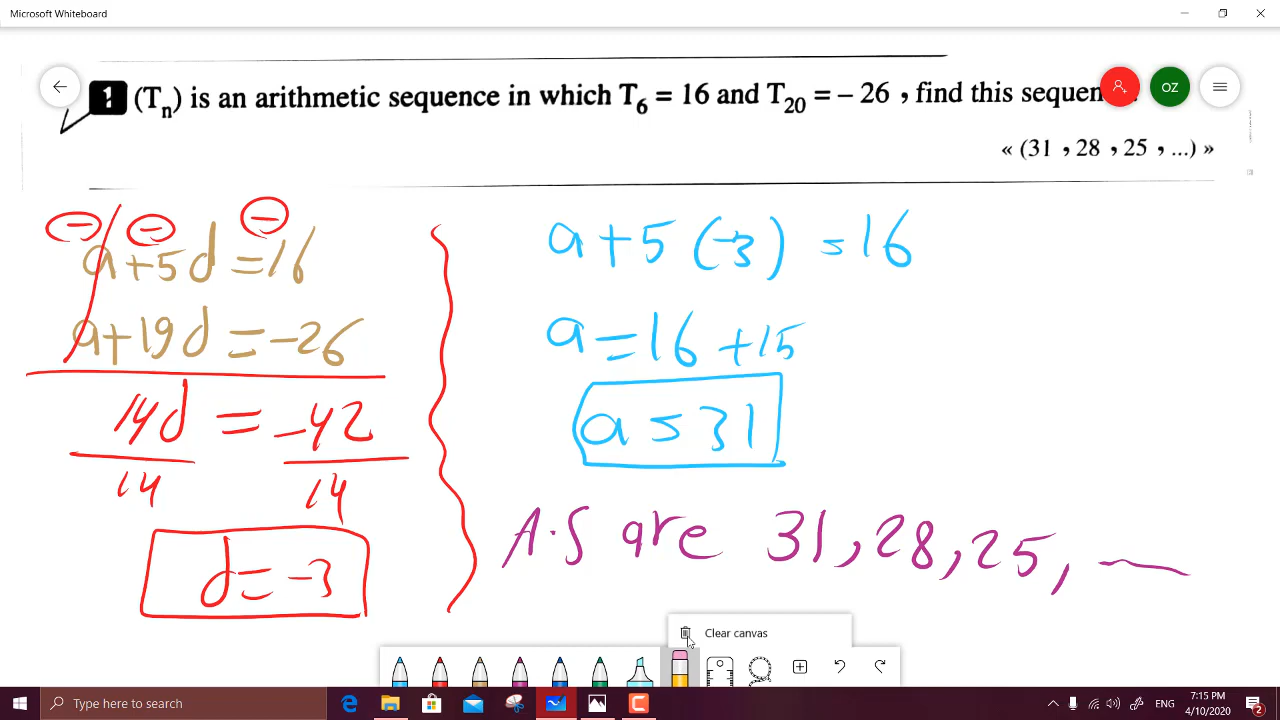 Microsoft Whiteboard
1 (Tn) is an arithmetic sequence in which T6 = 16 and T20 = – 26 , find this
OZ
« (31 , 28 , 25 , ...) »
a+5d =16
a+19d = -26
14d = -42
14 14
d = -3
a+5 (-3) = 16
a = 16 +15
a = 31
A.S are 31, 28, 25,
Clear canvas
Type here to search
ENG
7:15 PM
4/10/2020
2